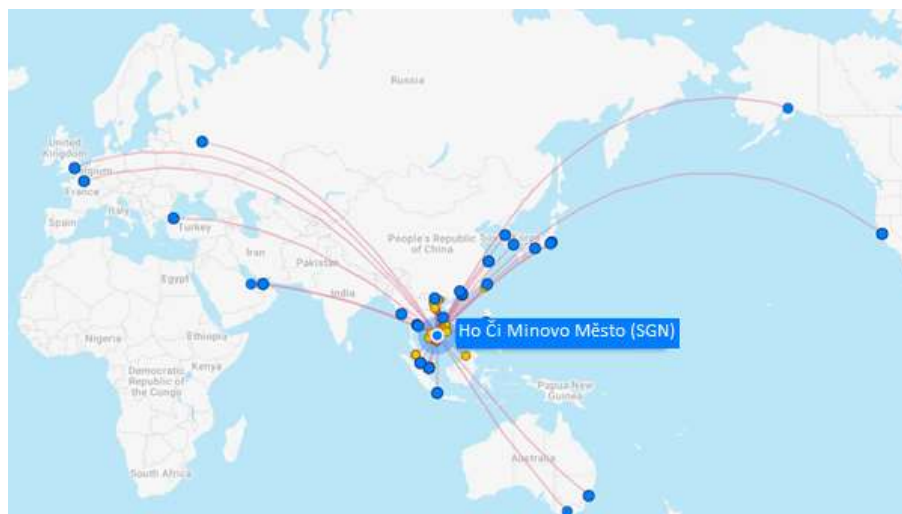 Russia
United
Kingdom
France
Spain
Italy
Turkey
People's Republic
of China
Iran
Pakistan
Egypt
India
Ho Či Minovo Město (SGN)
Nigeria
Ethiopia
Democratic
Republic of
the Congo
Kenya
Papua New
Guinea
Australia
South Africa